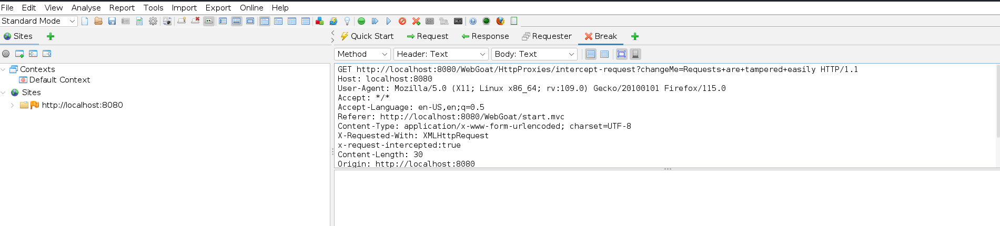 File Edit View Analyse Report Tools Import Export Online Help
Standard Mode
Sites
Quick Start Request Response Requester Break
Method Header: Text Body: Text
Contexts
Default Context
Sites
http://localhost:8080
GET http://localhost:8080/WebGoat/HttpProxies/intercept-request?changeMe=Requests+are+tampered+easily HTTP/1.1
Host: localhost:8080
User-Agent: Mozilla/5.0 (X11; Linux x86_64; rv:109.0) Gecko/20100101 Firefox/115.0
Accept: */*
Accept-Language: en-US,en;q=0.5
Referer: http://localhost:8080/WebGoat/start.mvc
Content-Type: application/x-www-form-urlencoded; charset=UTF-8
X-Requested-With: XMLHttpRequest
x-request-intercepted:true
Content-Length: 30
Origin: http://localhost:8080